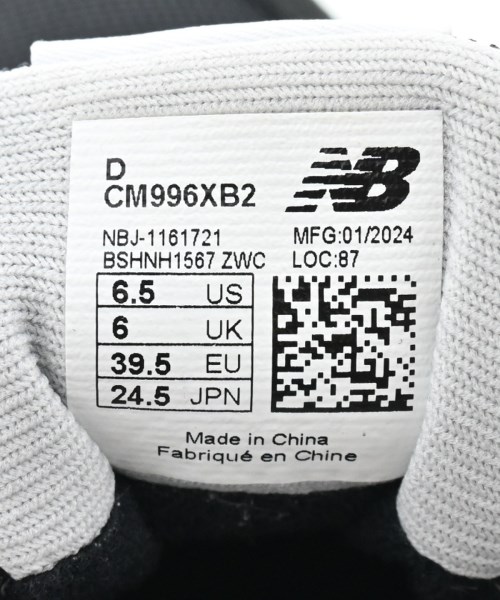 D
CM996XB2
NB
NBJ-1161721
MFG:01/2024
BSHNH1567 ZWC
LOC:87
6.5 US
6 UK
39.5 EU
24.5 JPN
Made in China
Fabriqué en Chine